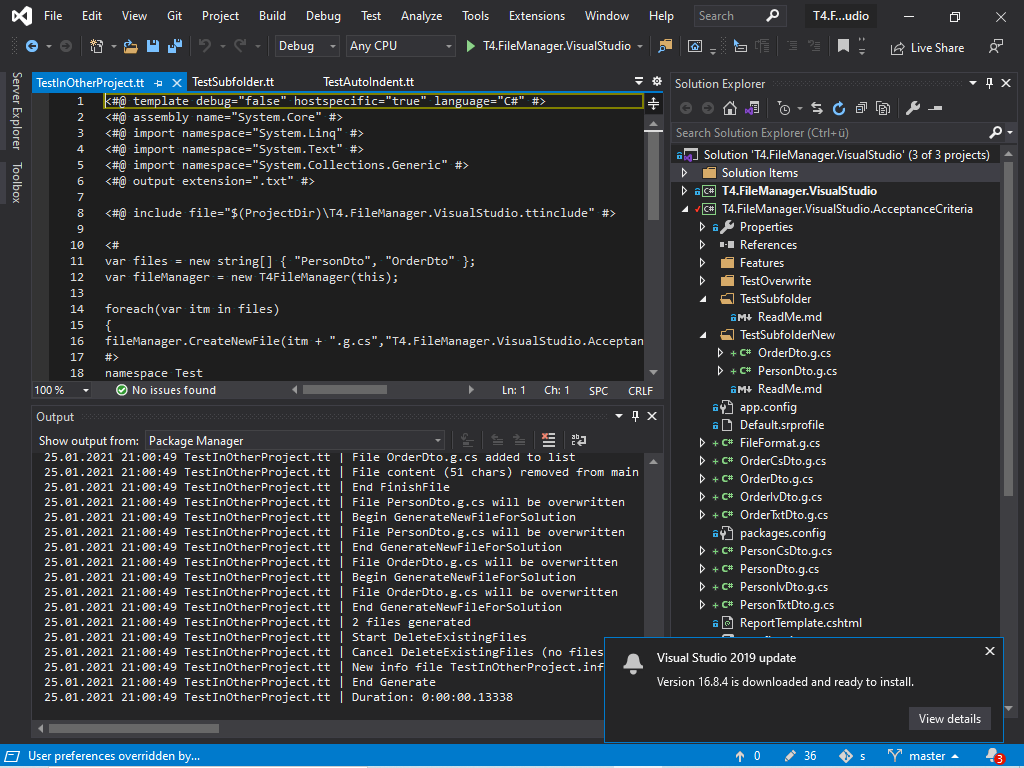 File Edit View Git Project Build Debug Test Analyze Tools Extensions Window Help Search T4.F...udio
Debug Any CPU T4.FileManager.VisualStudio Live Share
Server Explorer
Toolbox
TestInOtherProject.tt TestSubfolder.tt TestAutoIndent.tt
1 <#@ template debug="false" hostspecific="true" language="C#" #>
2 <#@ assembly name="System.Core" #>
3 <#@ import namespace="System.Linq" #>
4 <#@ import namespace="System.Text" #>
5 <#@ import namespace="System.Collections.Generic" #>
6 <#@ output extension=".txt" #>
7
8 <#@ include file="$(ProjectDir)\T4.FileManager.VisualStudio.ttinclude" #>
9
10 <#
11 var files = new string[] { "PersonDto", "OrderDto" };
12 var fileManager = new T4FileManager(this);
13
14 foreach(var itm in files)
15 {
16 fileManager.CreateNewFile(itm + ".g.cs","T4.FileManager.VisualStudio.Acceptan
17 #>
18 namespace Test
100 % No issues found Ln: 1 Ch: 1 SPC CRLF
Output
Show output from: Package Manager
25.01.2021 21:00:49 TestInOtherProject.tt | File OrderDto.g.cs added to list
25.01.2021 21:00:49 TestInOtherProject.tt | File content (51 chars) removed from main
25.01.2021 21:00:49 TestInOtherProject.tt | End FinishFile
25.01.2021 21:00:49 TestInOtherProject.tt | File PersonDto.g.cs will be overwritten
25.01.2021 21:00:49 TestInOtherProject.tt | Begin GenerateNewFileForSolution
25.01.2021 21:00:49 TestInOtherProject.tt | File PersonDto.g.cs will be overwritten
25.01.2021 21:00:49 TestInOtherProject.tt | End GenerateNewFileForSolution
25.01.2021 21:00:49 TestInOtherProject.tt | File OrderDto.g.cs will be overwritten
25.01.2021 21:00:49 TestInOtherProject.tt | Begin GenerateNewFileForSolution
25.01.2021 21:00:49 TestInOtherProject.tt | File OrderDto.g.cs will be overwritten
25.01.2021 21:00:49 TestInOtherProject.tt | End GenerateNewFileForSolution
25.01.2021 21:00:49 TestInOtherProject.tt | 2 files generated
25.01.2021 21:00:49 TestInOtherProject.tt | Start DeleteExistingFiles
25.01.2021 21:00:49 TestInOtherProject.tt | Cancel DeleteExistingFiles (no files
25.01.2021 21:00:49 TestInOtherProject.tt | New info file TestInOtherProject.inf
25.01.2021 21:00:49 TestInOtherProject.tt | End Generate
25.01.2021 21:00:49 TestInOtherProject.tt | Duration: 0:00:00.13338
Solution Explorer
Search Solution Explorer (Ctrl+ü)
Solution 'T4.FileManager.VisualStudio' (3 of 3 projects)
Solution Items
C# T4.FileManager.VisualStudio
C# T4.FileManager.VisualStudio.AcceptanceCriteria
Properties
References
Features
TestOverwrite
TestSubfolder
M↓ ReadMe.md
TestSubfolderNew
+ C# OrderDto.g.cs
+ C# PersonDto.g.cs
M↓ ReadMe.md
app.config
Default.srprofile
+ C# FileFormat.g.cs
+ C# OrderCsDto.g.cs
+ C# OrderDto.g.cs
+ C# OrderIvDto.g.cs
+ C# OrderTxtDto.g.cs
packages.config
+ C# PersonCsDto.g.cs
+ C# PersonDto.g.cs
+ C# PersonIvDto.g.cs
+ C# PersonTxtDto.g.cs
ReportTemplate.cshtml
Visual Studio 2019 update
Version 16.8.4 is downloaded and ready to install.
View details
User preferences overridden by... 0 36 s master 3